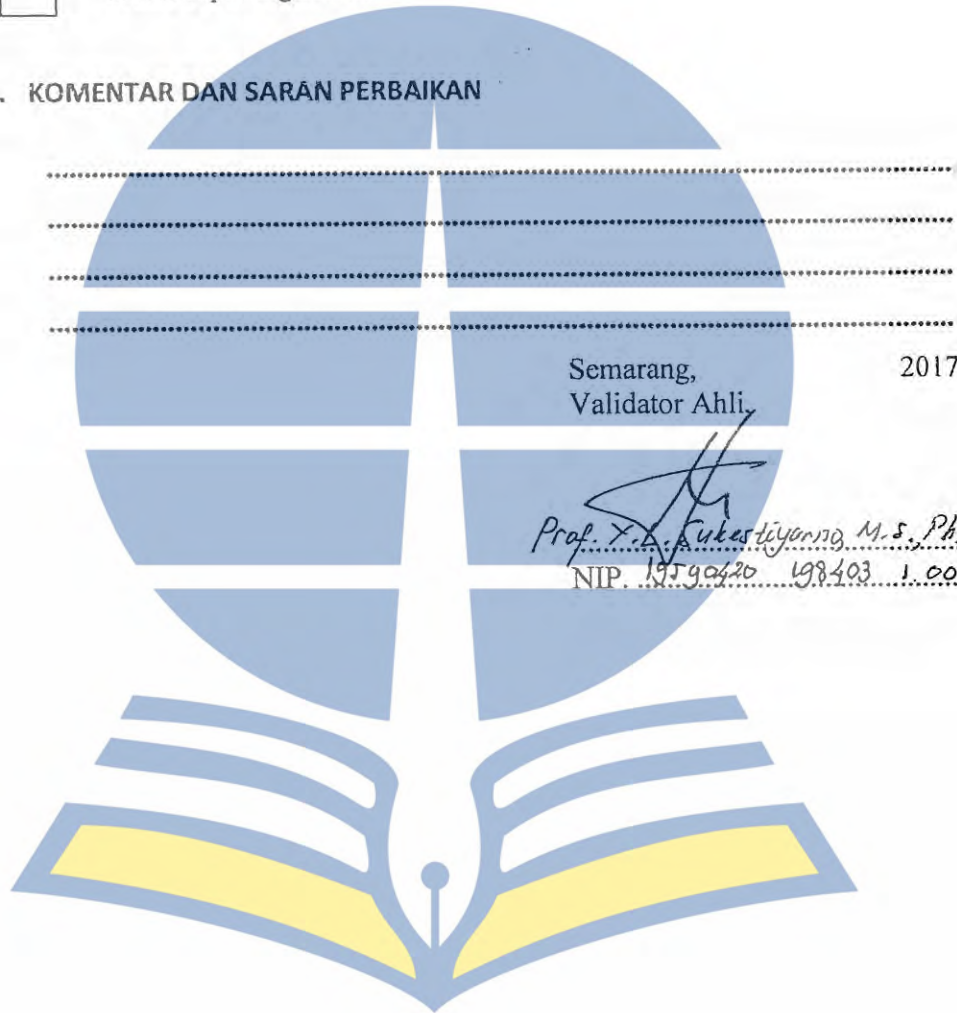 . KOMENTAR DAN SARAN PERBAIKAN
Semarang, 2017
Validator Ahli,
Prof. Y.L. Sukestiyarno, M.S., Ph
NIP. 19590420 198403 1.00